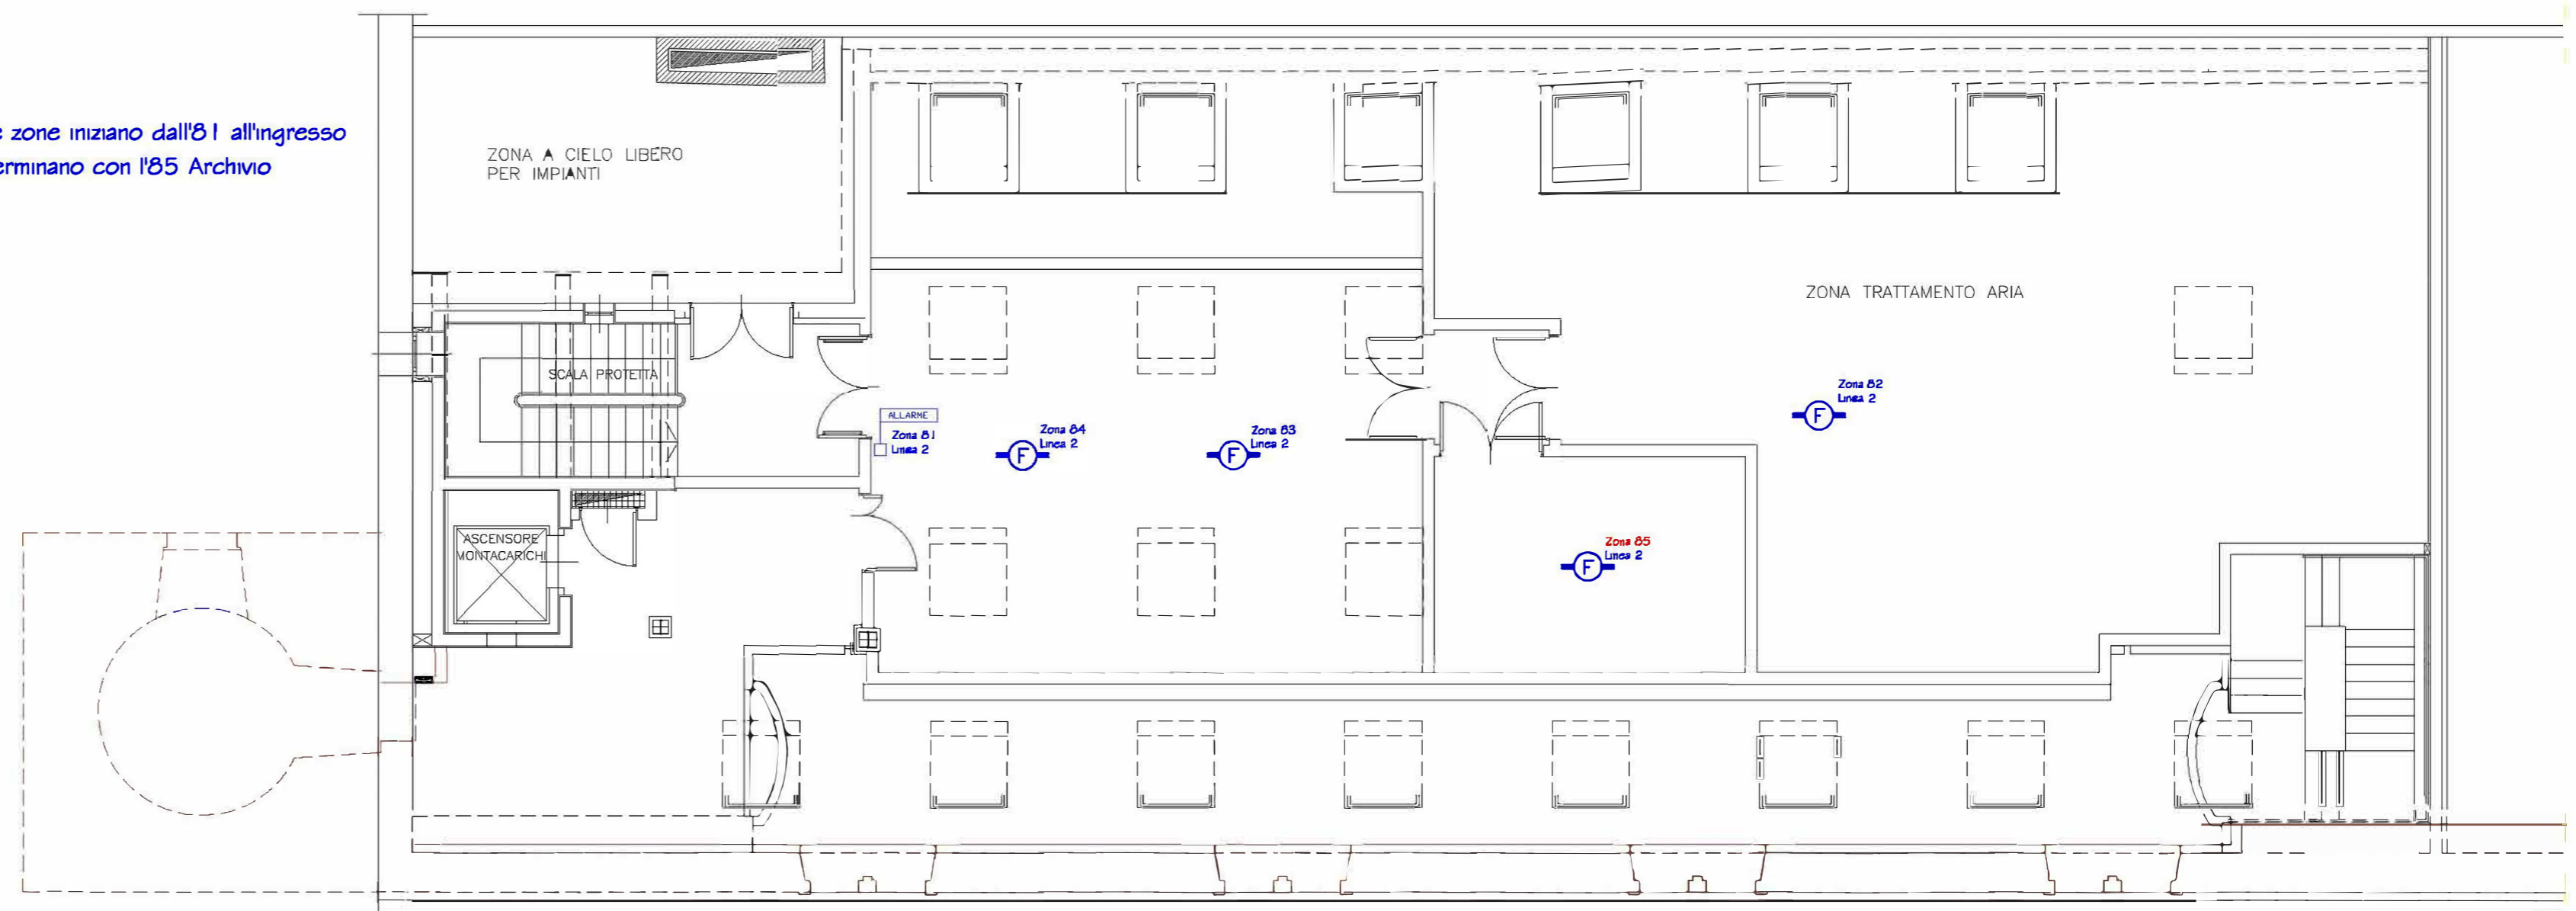 e zone iniziano dall'81 all'ingresso
erminano con l'85 Archivio
ZONA A CIELO LIBERO
PER IMPIANTI
ZONA TRATTAMENTO ARIA
SCALA PROTETTA
Zona 82
Linea 2
ALLARME
Zona 81
Linea 2
Zona 84
Linea 2
F
Zona 83
Linea 2
F
F
ASCENSORE
MONTACARICHI
Zona 85
Linea 2
F